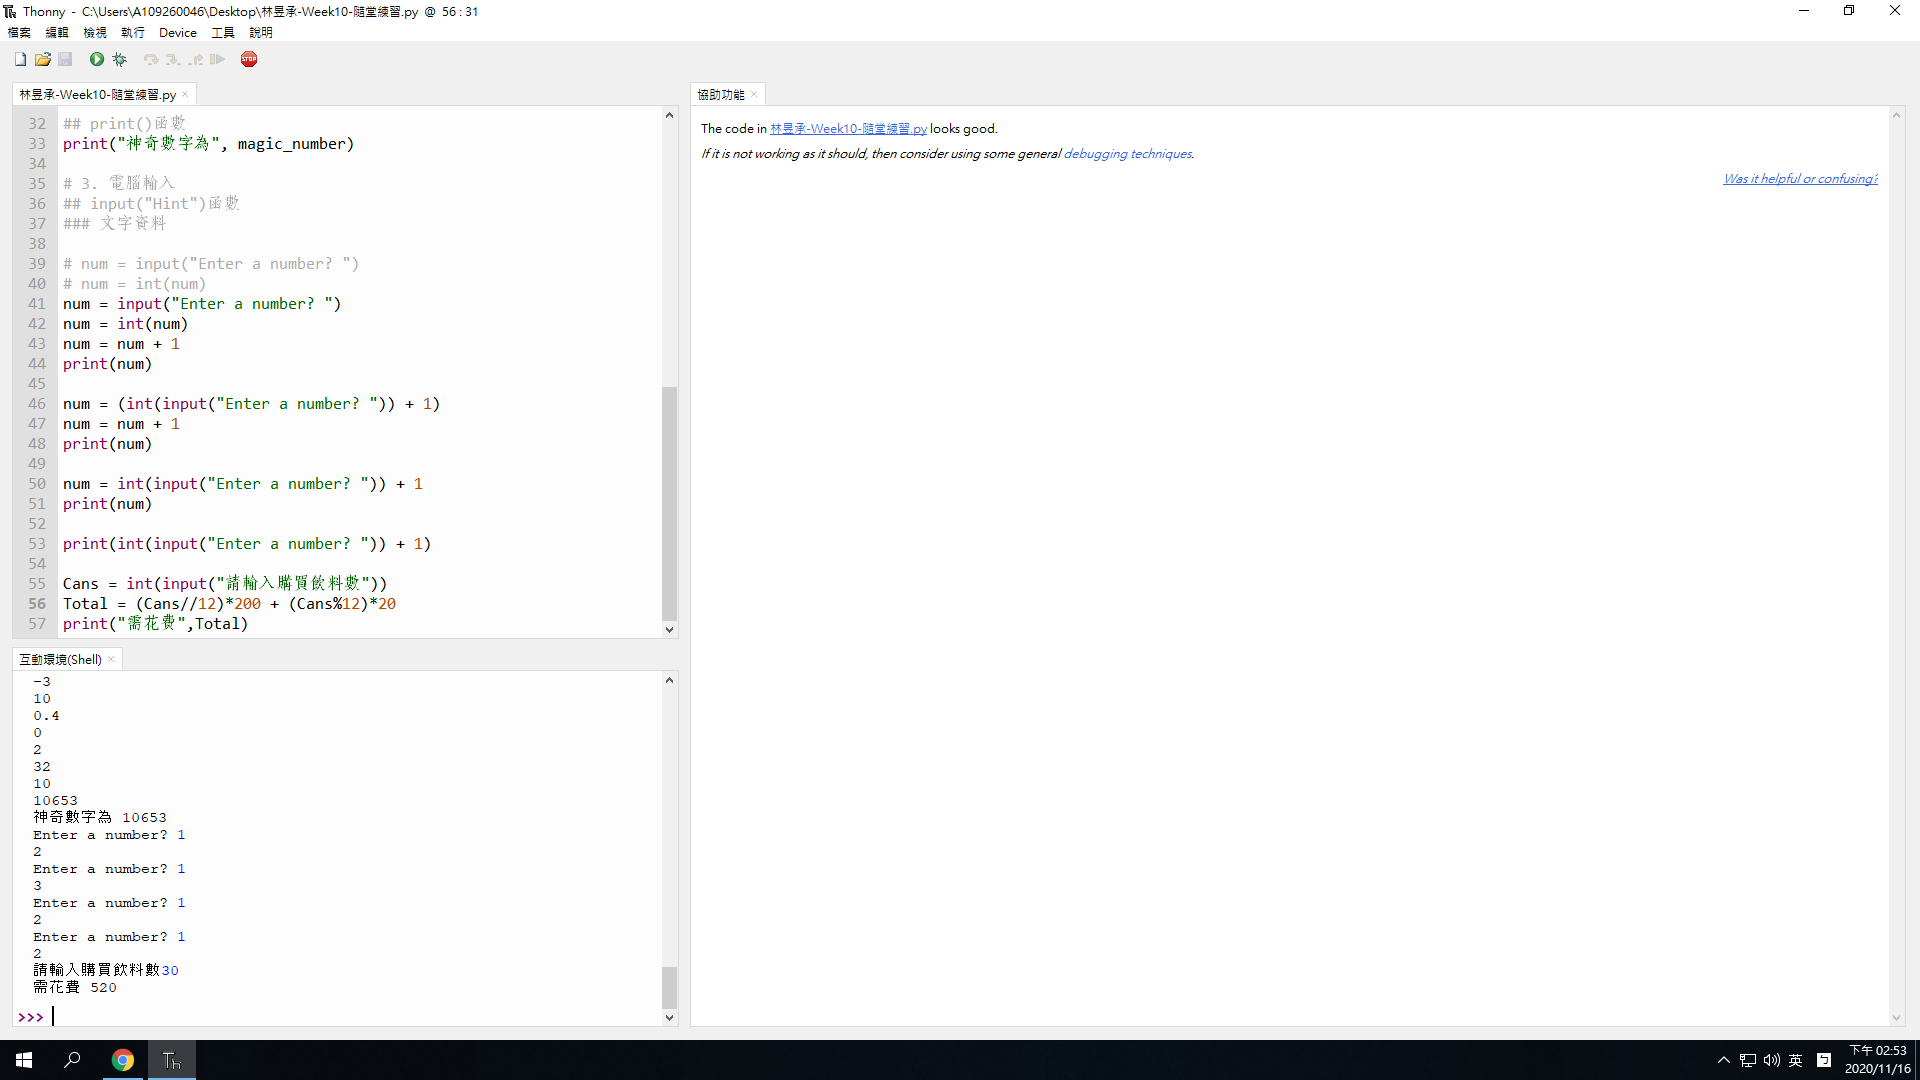 Thonny - C:\Users\A109260046\Desktop\林昱承-Week10-隨堂練習.py @ 56 : 31
檔案 編輯 檢視 執行 Device 工具 說明
STOP
林昱承-Week10-隨堂練習.py ×
32 ## print()函數
33 print("神奇數字為", magic_number)
34
35 # 3. 電腦輸入
36 ## input("Hint")函數
37 ### 文字資料
38
39 # num = input("Enter a number? ")
40 # num = int(num)
41 num = input("Enter a number? ")
42 num = int(num)
43 num = num + 1
44 print(num)
45
46 num = (int(input("Enter a number? ")) + 1)
47 num = num + 1
48 print(num)
49
50 num = int(input("Enter a number? ")) + 1
51 print(num)
52
53 print(int(input("Enter a number? ")) + 1)
54
55 Cans = int(input("請輸入購買飲料數"))
56 Total = (Cans//12)*200 + (Cans%12)*20
57 print("需花費",Total)
互動環境(Shell) ×
-3
10
0.4
0
2
32
10
10653
神奇數字為 10653
Enter a number? 1
2
Enter a number? 1
3
Enter a number? 1
2
Enter a number? 1
2
請輸入購買飲料數30
需花費 520
>>>
協助功能 ×
The code in 林昱承-Week10-隨堂練習.py looks good.
If it is not working as it should, then consider using some general debugging techniques.
Was it helpful or confusing?
Th
英
ㄅ
下午 02:53
2020/11/16